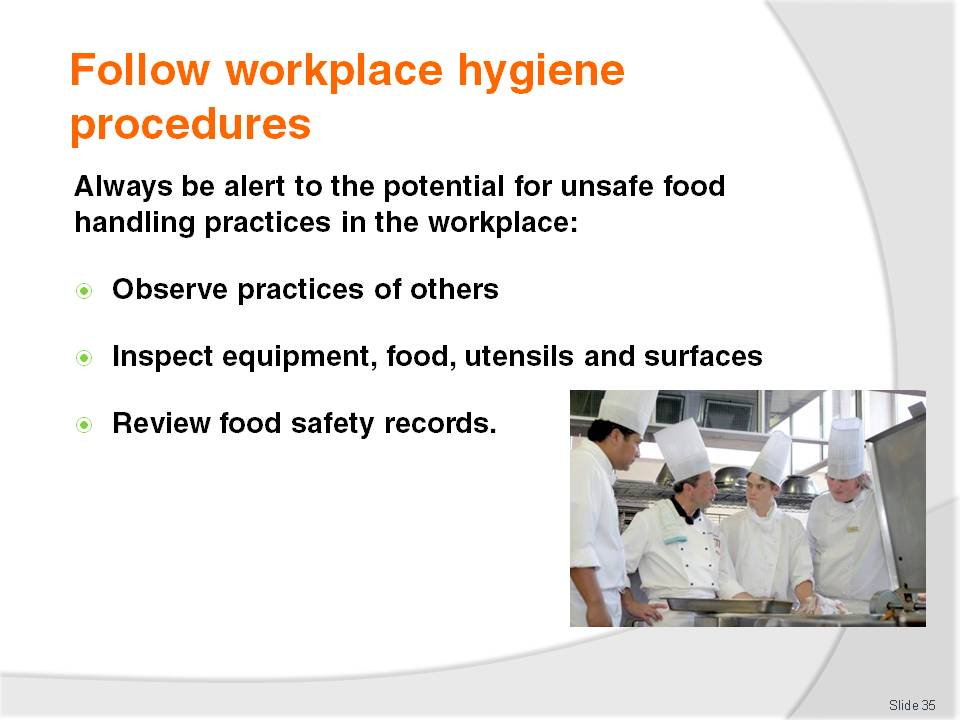 Follow workplace hygiene
procedures
Always be alert to the potential for unsafe food
handling practices in the workplace:
Observe practices of others
Inspect equipment, food, utensils and surfaces
Review food safety records.
Slide 35